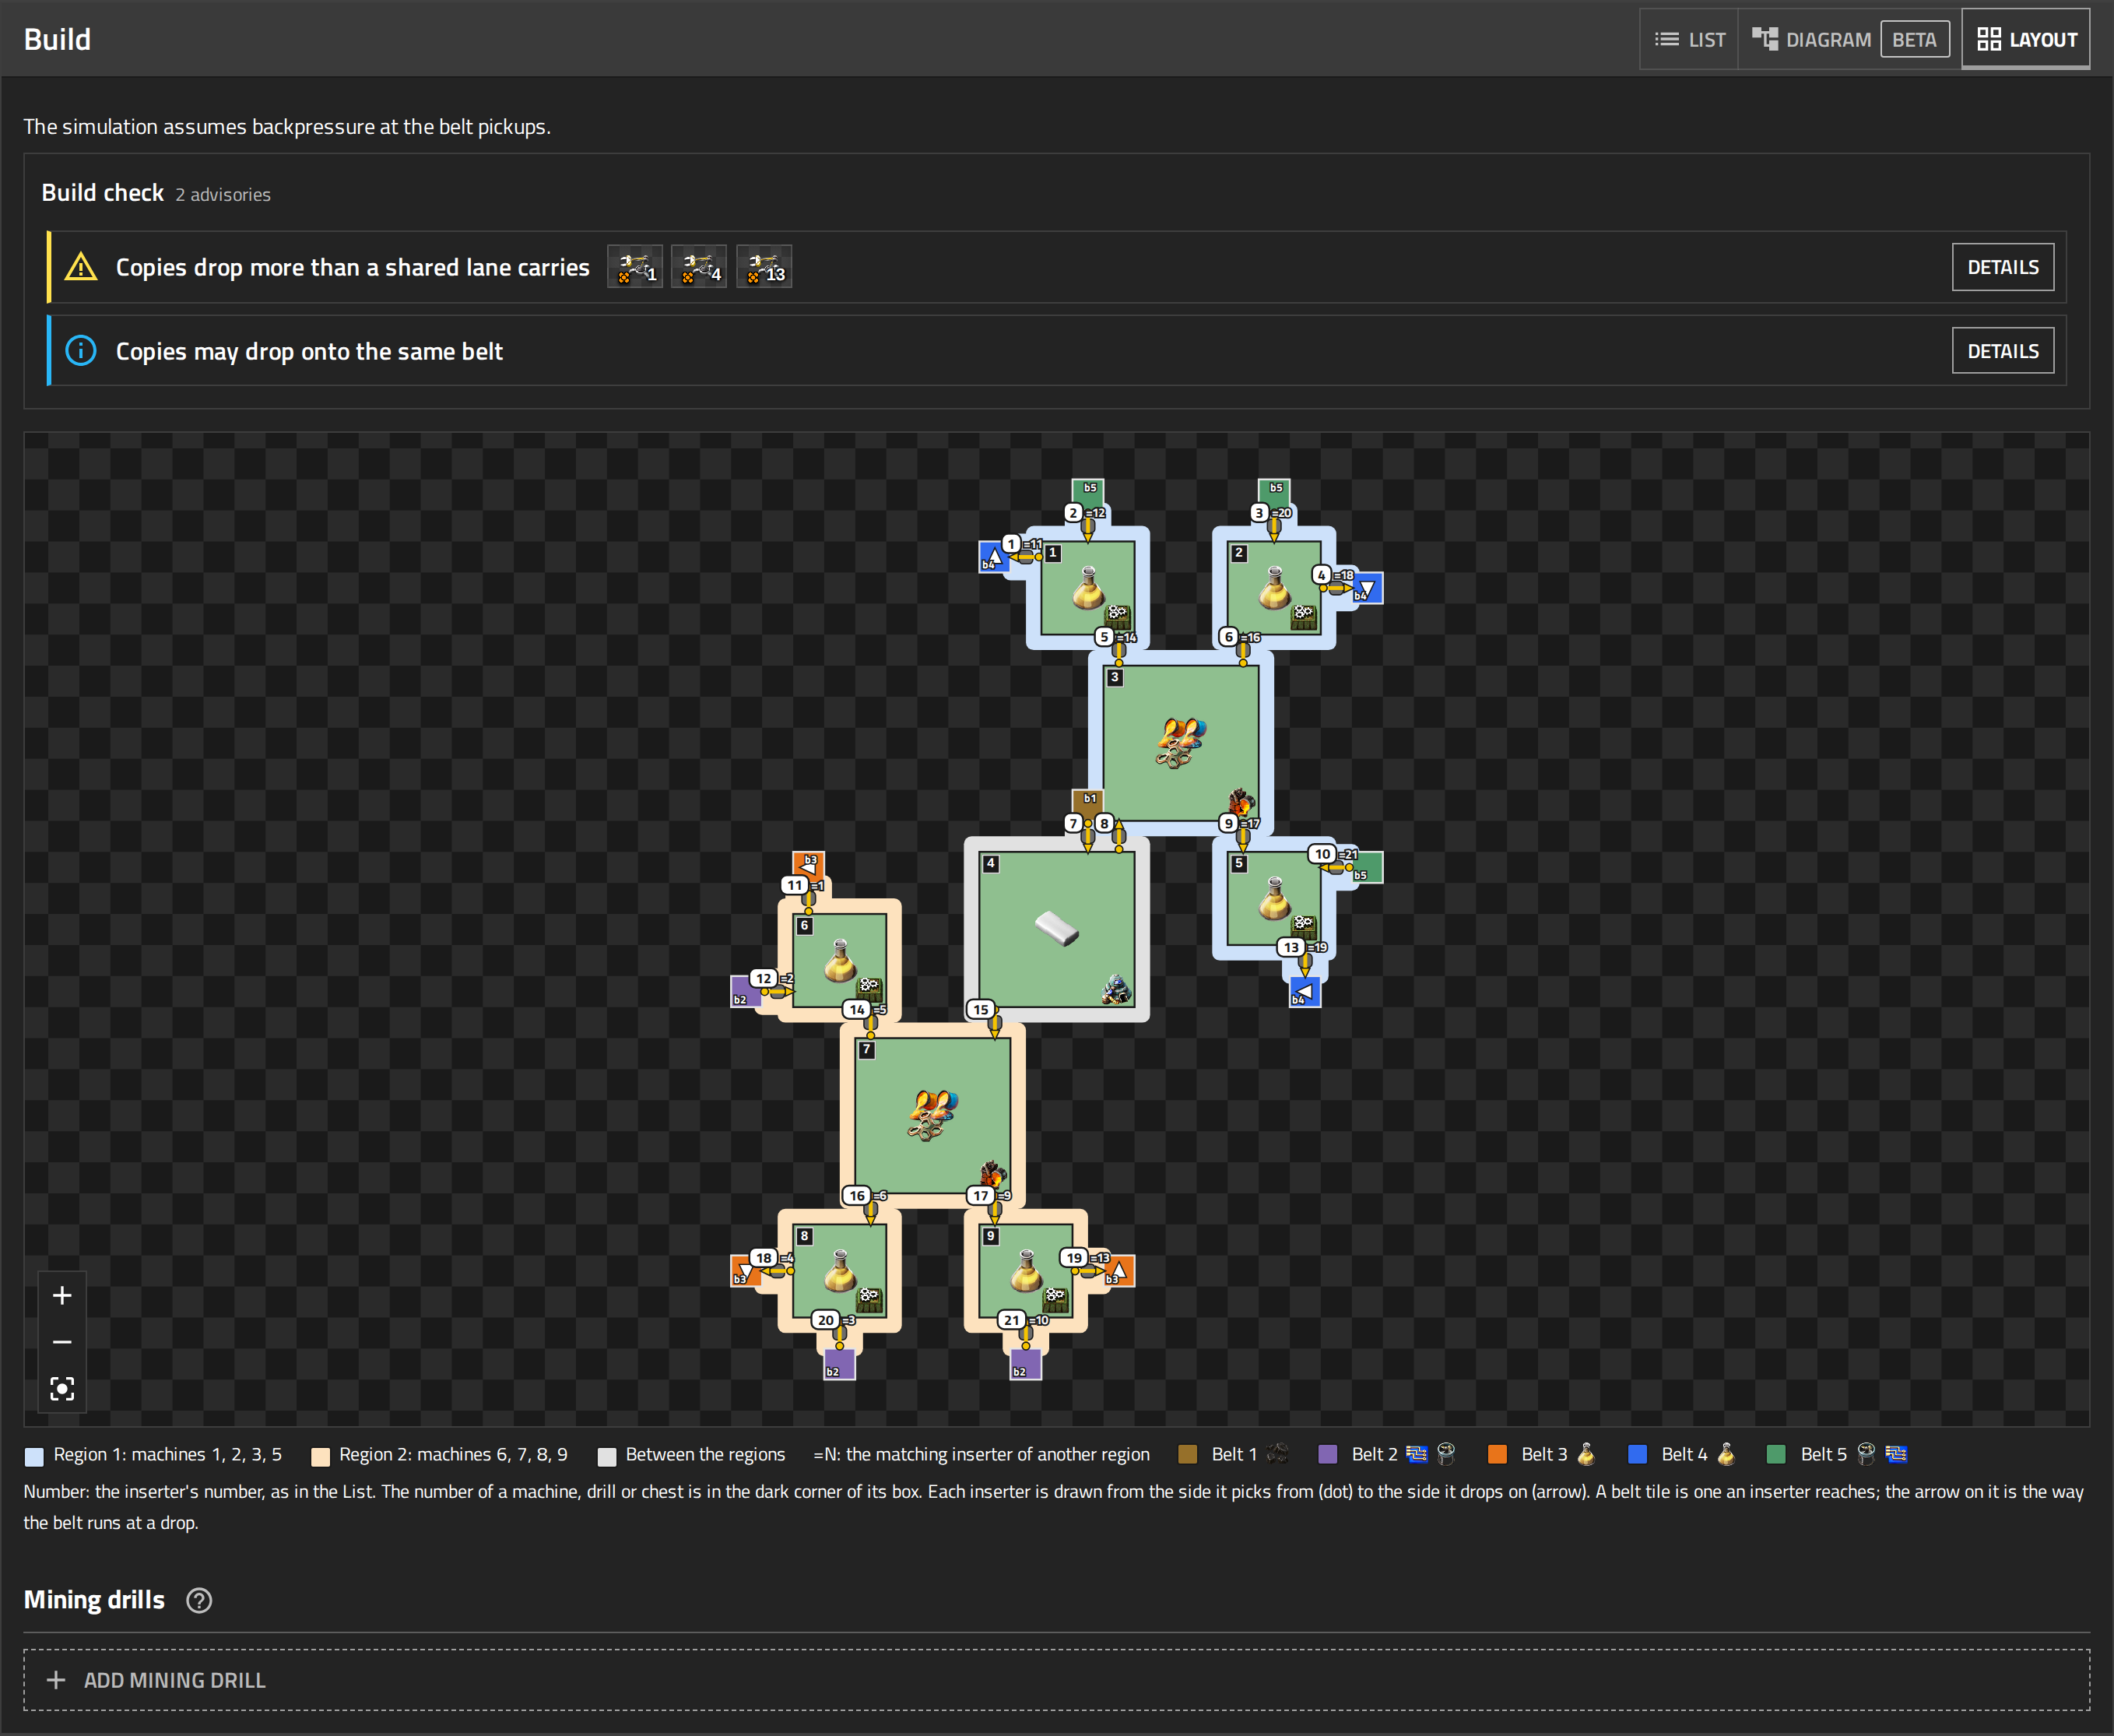 Build
LIST
DIAGRAM BETA
LAYOUT
The simulation assumes backpressure at the belt pickups.
Build check 2 advisories
Copies drop more than a shared lane carries 1 4 13
DETAILS
Copies may drop onto the same belt
DETAILS
b5 b5
2 =12 3 =20
1 =11 1 2
b4
4 =18
b4
5 =14 6 =16
3
b1
7 8 9 =17
4 5 10 =21
b3 b5
11 =1
6
13 =19
12 =2
b2 b4
14 =5 15
7
16 =6 17 =9
8 9
18 =4 19 =13
b3 b3
20 =3 21 =10
b2 b2
Region 1: machines 1, 2, 3, 5 Region 2: machines 6, 7, 8, 9 Between the regions =N: the matching inserter of another region Belt 1 Belt 2 Belt 3 Belt 4 Belt 5
Number: the inserter's number, as in the List. The number of a machine, drill or chest is in the dark corner of its box. Each inserter is drawn from the side it picks from (dot) to the side it drops on (arrow). A belt tile is one an inserter reaches; the arrow on it is the way
the belt runs at a drop.
Mining drills
ADD MINING DRILL